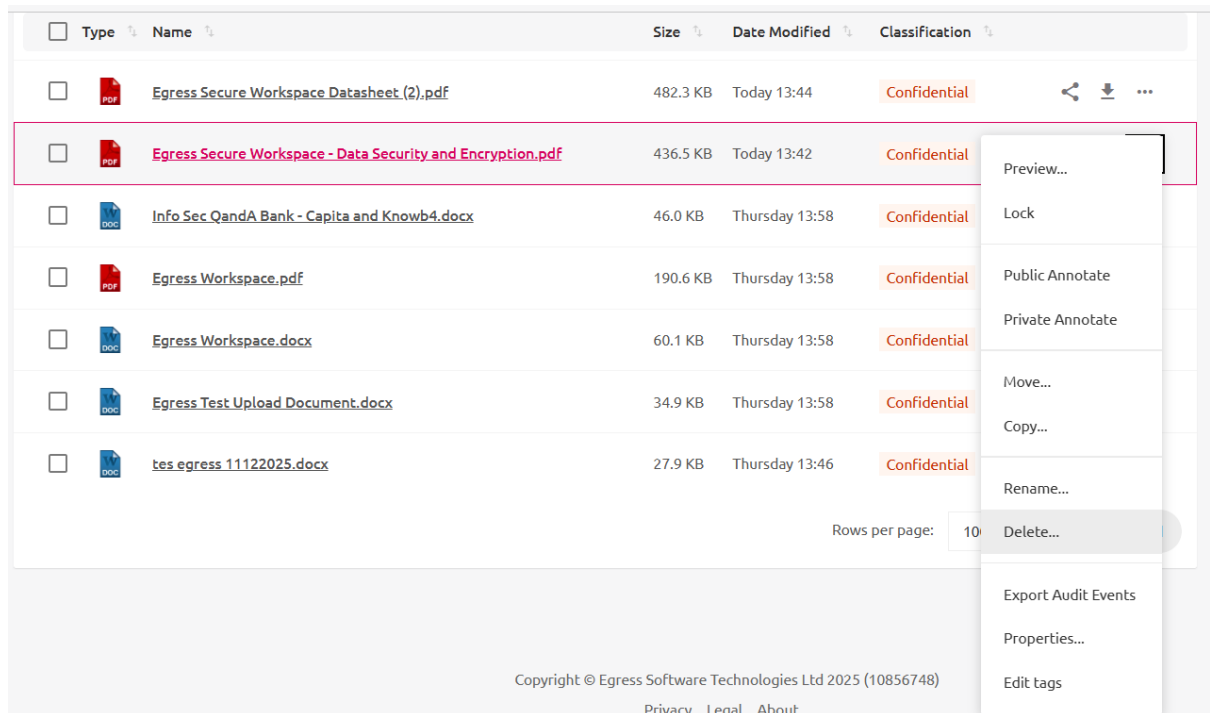 Type Name Size Date Modified Classification
PDF Egress Secure Workspace Datasheet (2).pdf 482.3 KB Today 13:44 Confidential
PDF Egress Secure Workspace - Data Security and Encryption.pdf 436.5 KB Today 13:42 Confidential
W DOC Info Sec QandA Bank - Capita and Knowb4.docx 46.0 KB Thursday 13:58 Confidential
PDF Egress Workspace.pdf 190.6 KB Thursday 13:58 Confidential
W DOC Egress Workspace.docx 60.1 KB Thursday 13:58 Confidential
W DOC Egress Test Upload Document.docx 34.9 KB Thursday 13:58 Confidential
W DOC tes egress 11122025.docx 27.9 KB Thursday 13:46 Confidential
Rows per page:
Preview...
Lock
Public Annotate
Private Annotate
Move...
Copy...
Rename...
Delete...
Export Audit Events
Properties...
Edit tags
Copyright © Egress Software Technologies Ltd 2025 (10856748)
Privacy Legal About